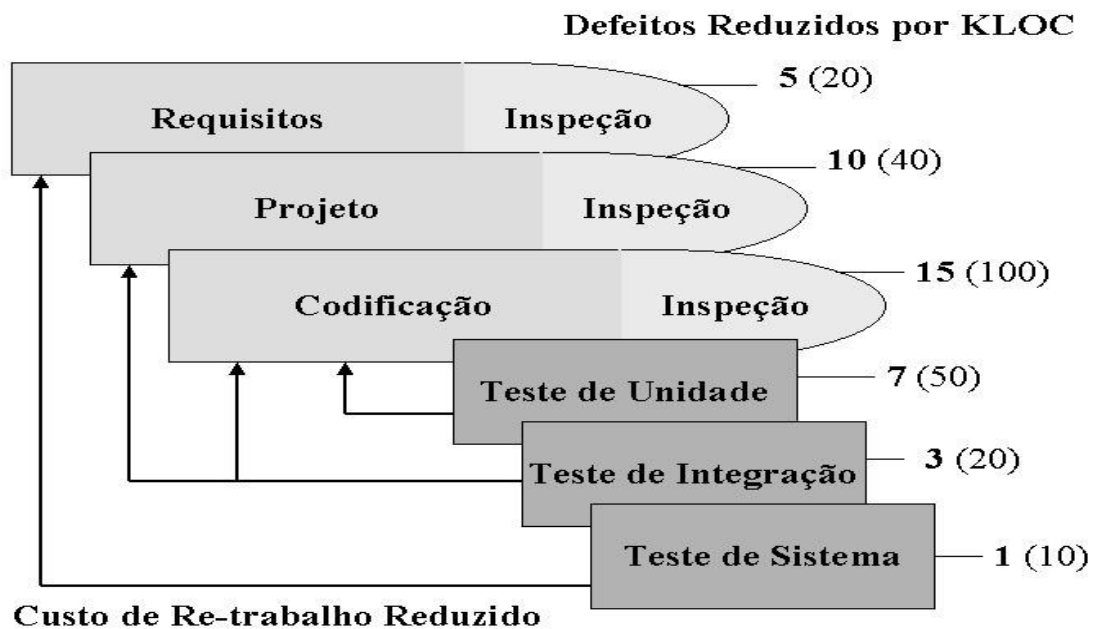 Defeitos Reduzidos por KLOC
5 (20)
Requisitos
Inspeção
10 (40)
Projeto
Inspeção
15 (100)
Codificação
Inspeção
7 (50)
Teste de Unidade
3 (20)
Teste de Integração
1 (10)
Teste de Sistema
Custo de Re-trabalho Reduzido